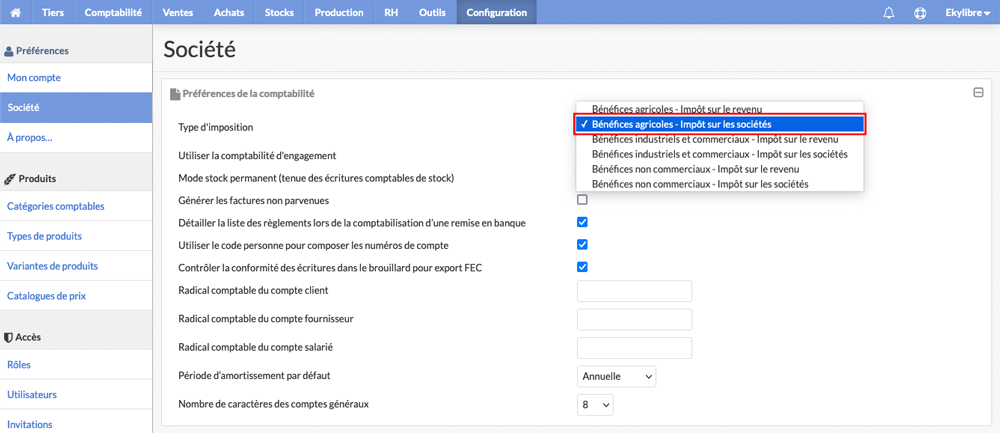 Tiers Comptabilité Ventes Achats Stocks Production RH Outils Configuration Ekylibre
Préférences
Mon compte
Société
À propos...
Produits
Catégories comptables
Types de produits
Variantes de produits
Catalogues de prix
Accès
Rôles
Utilisateurs
Invitations
Société
Préférences de la comptabilité
Type d'imposition
Bénéfices agricoles - Impôt sur le revenu
✓ Bénéfices agricoles - Impôt sur les sociétés
Bénéfices industriels et commerciaux - Impôt sur le revenu
Bénéfices industriels et commerciaux - Impôt sur les sociétés
Bénéfices non commerciaux - Impôt sur le revenu
Bénéfices non commerciaux - Impôt sur les sociétés
Utiliser la comptabilité d'engagement
Mode stock permanent (tenue des écritures comptables de stock)
Générer les factures non parvenues
Détailler la liste des règlements lors de la comptabilisation d'une remise en banque
Utiliser le code personne pour composer les numéros de compte
Contrôler la conformité des écritures dans le brouillard pour export FEC
Radical comptable du compte client
Radical comptable du compte fournisseur
Radical comptable du compte salarié
Période d'amortissement par défaut Annuelle
Nombre de caractères des comptes généraux 8